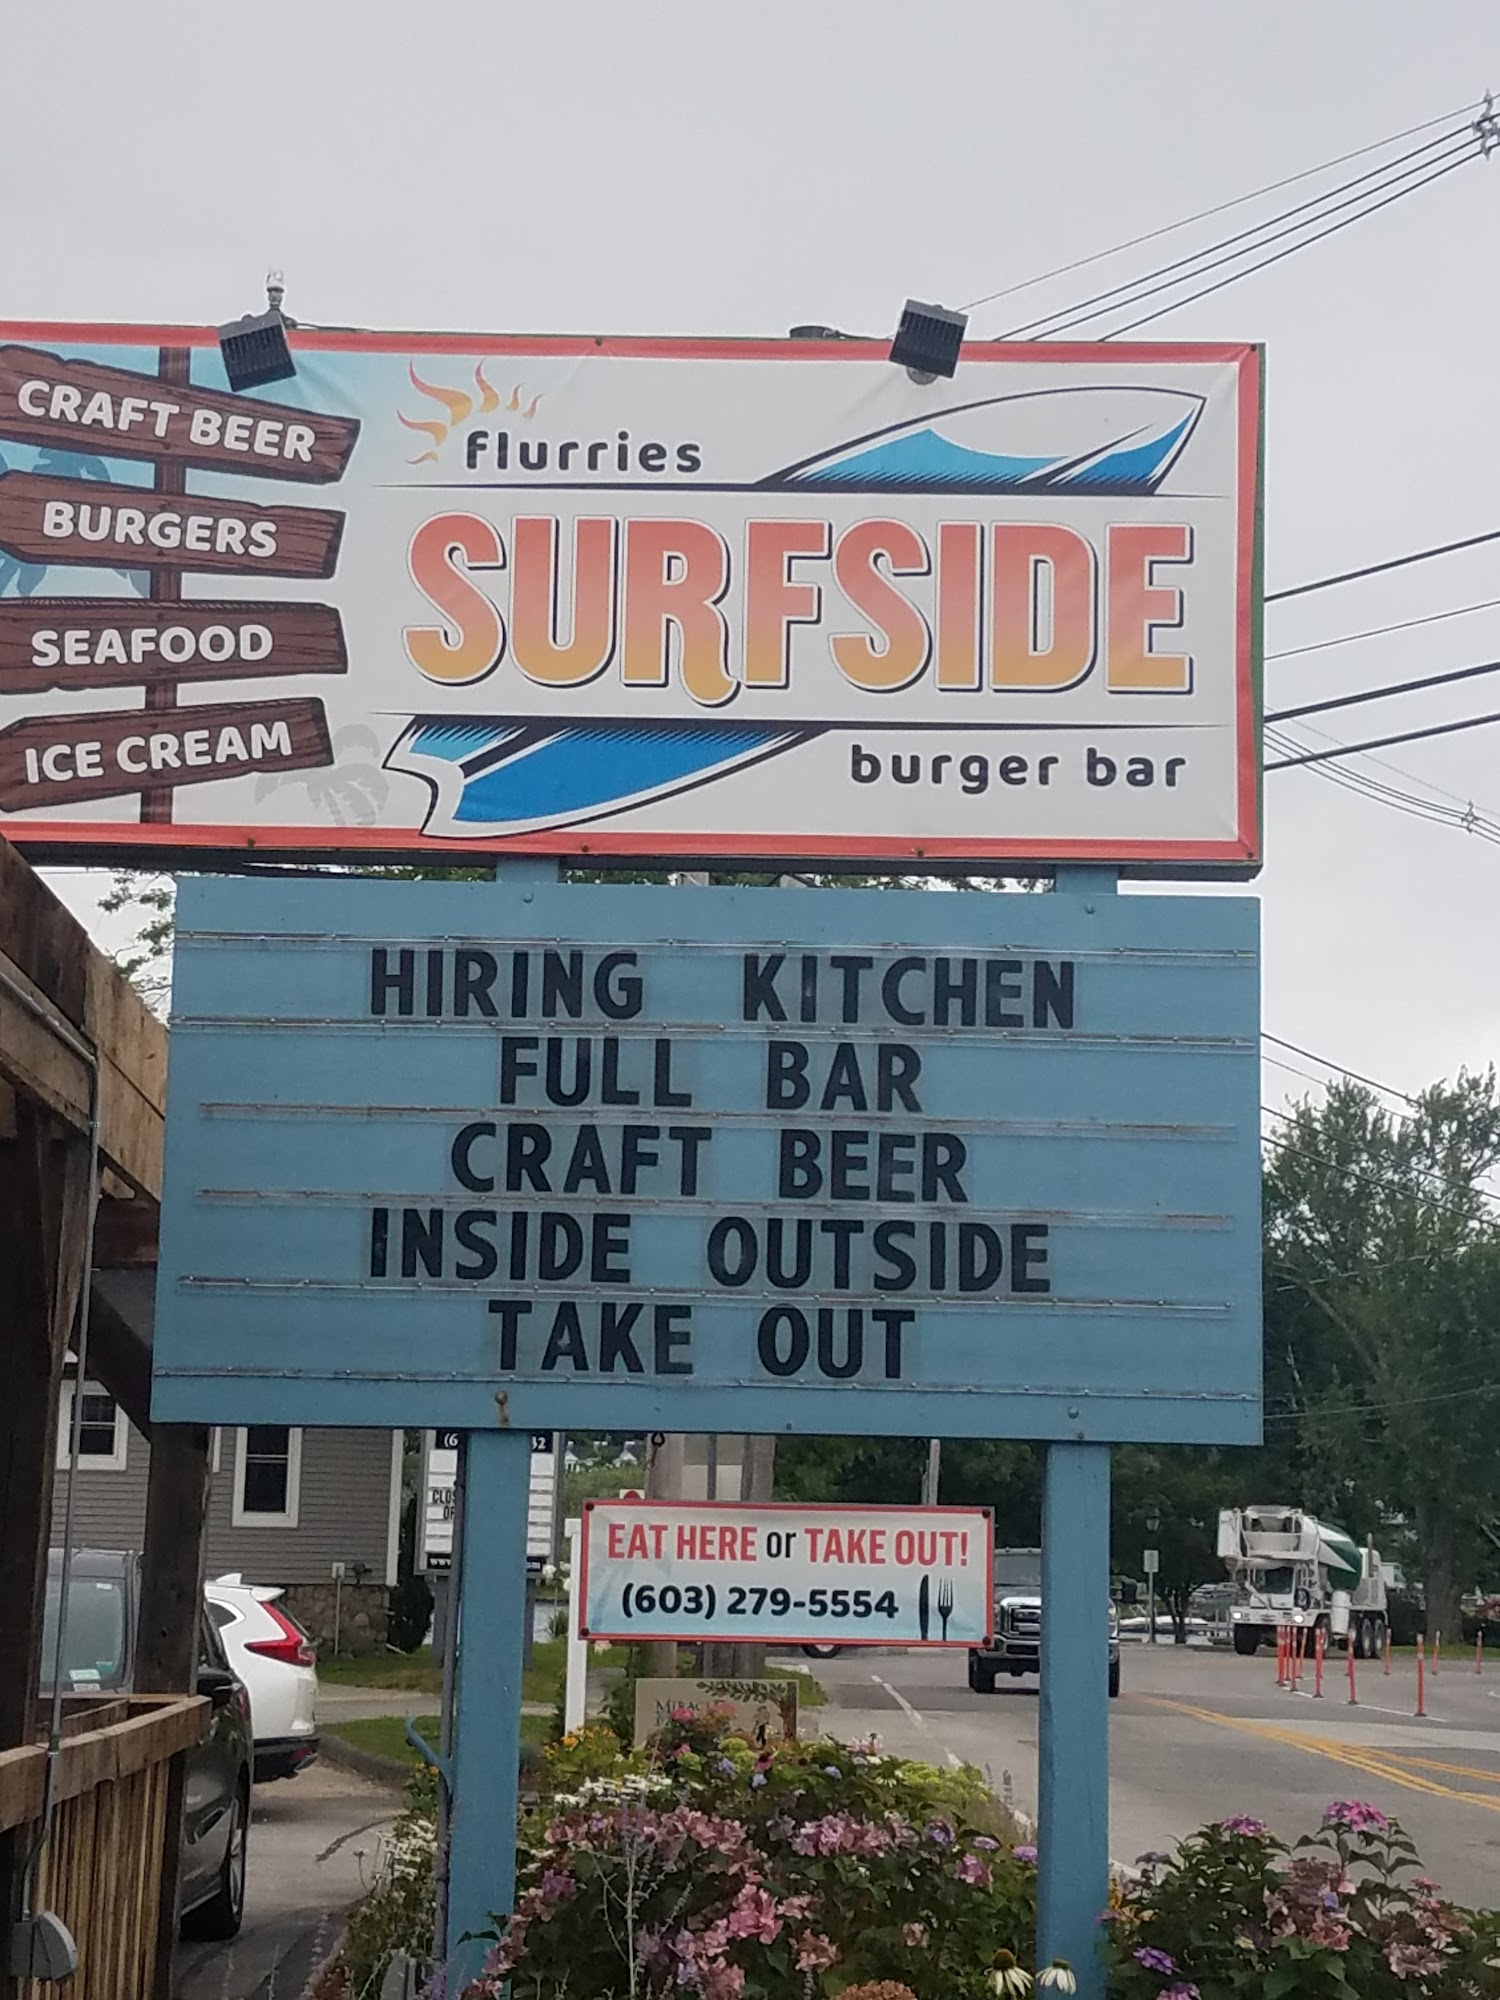 CRAFT BEER
BURGERS
SEAFOOD
ICE CREAM
flurries
SURFSIDE
burger bar
HIRING KITCHEN
FULL BAR
CRAFT BEER
INSIDE OUTSIDE
TAKE OUT
EAT HERE or TAKE OUT!
(603) 279-5554